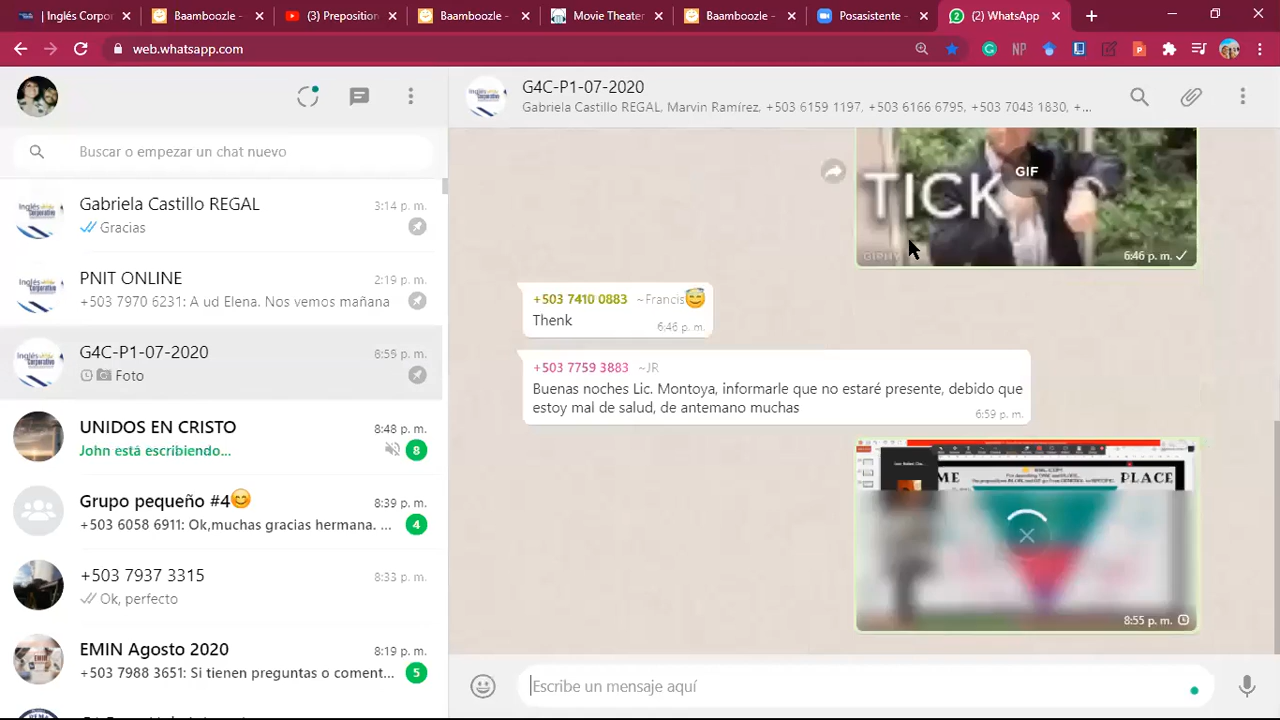 Inglés Corpor
Baamboozle -
(3) Preposition
Baamboozle -
Movie Theater
Baamboozle -
Posasistente -
(2) WhatsApp
web.whatsapp.com
NP
G4C-P1-07-2020
Gabriela Castillo REGAL, Marvin Ramírez, +503 6159 1197, +503 6166 6795, +503 7043 1830, +...
Buscar o empezar un chat nuevo
Gabriela Castillo REGAL 3:14 p. m.
Gracias
PNIT ONLINE 2:19 p. m.
+503 7970 6231: A ud Elena. Nos vemos mañana
G4C-P1-07-2020 6:55 p. m.
Foto
UNIDOS EN CRISTO 8:48 p. m.
John está escribiendo... 8
Grupo pequeño #4😊 8:39 p. m.
+503 6058 6911: Ok,muchas gracias hermana. ... 4
+503 7937 3315 8:33 p. m.
Ok, perfecto
EMIN Agosto 2020 8:19 p. m.
+503 7988 3651: Si tienen preguntas o coment... 5
TICK
GIF
GIPHY
6:46 p. m.
+503 7410 0883 ~Francis😇
Thenk 6:46 p. m.
+503 7759 3883 ~JR
Buenas noches Lic. Montoya, informarle que no estaré presente, debido que
estoy mal de salud, de antemano muchas 6:59 p. m.
ME PLACE
8:55 p. m.
Escribe un mensaje aquí